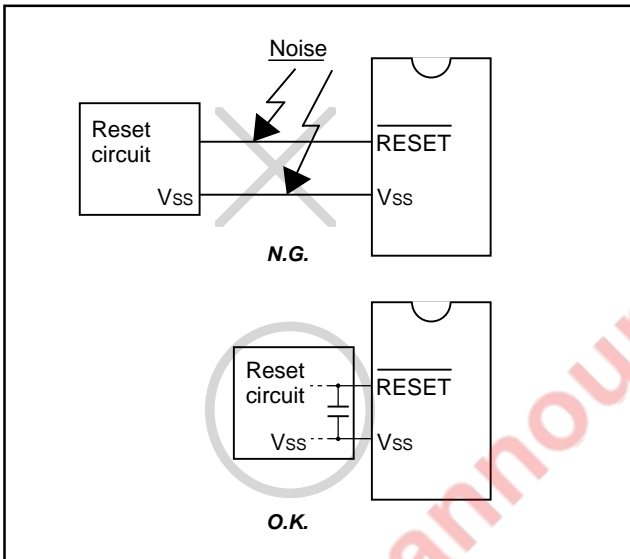 Noise
Reset
circuit
RESET
VSS
VSS
N.G.
Reset
circuit
RESET
VSS
VSS
O.K.